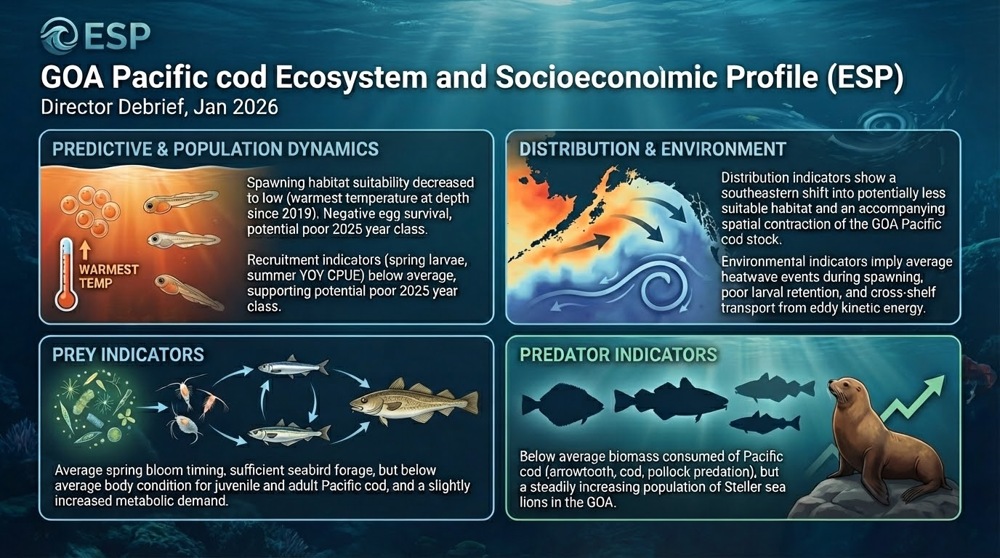 ESP
GOA Pacific cod Ecosystem and Socioeconomic Profile (ESP)
Director Debrief, Jan 2026
PREDICTIVE & POPULATION DYNAMICS
WARMEST
TEMP
Spawning habitat suitability decreased
to low (warmest temperature at depth
since 2019). Negative egg survival,
potential poor 2025 year class.
Recruitment indicators (spring larvae,
summer YOY CPUE) below average,
supporting potential poor 2025 year
class.
DISTRIBUTION & ENVIRONMENT
Distribution indicators show a
southeastern shift into potentially less
suitable habitat and an accompanying
spatial contraction of the GOA Pacific
cod stock.
Environmental indicators imply average
heatwave events during spawning,
poor larval retention, and cross-shelf
transport from eddy kinetic energy.
PREY INDICATORS
Average spring bloom timing, sufficient seabird forage, but below
average body condition for juvenile and adult Pacific cod, and a slightly
increased metabolic demand.
PREDATOR INDICATORS
Below average biomass consumed of Pacific
cod (arrowtooth, cod, pollock predation), but
a steadily increasing population of Steller sea
lions in the GOA.